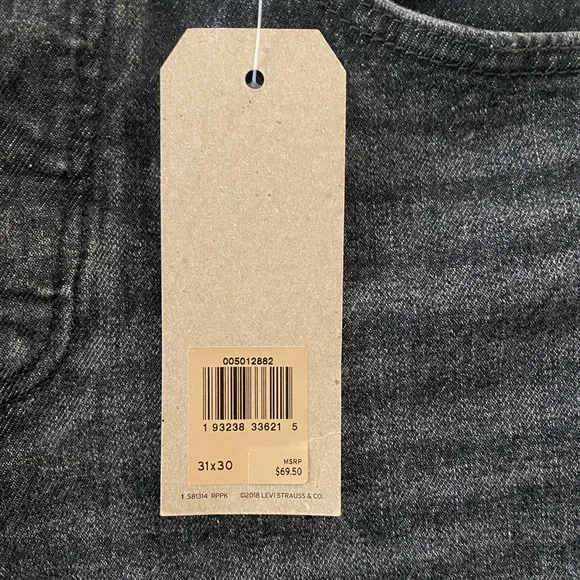 005012882
1 93238 33621 5
31x30
MSRP
$69.50
1 S81314 RPPK ©2018 LEVI STRAUSS & CO.